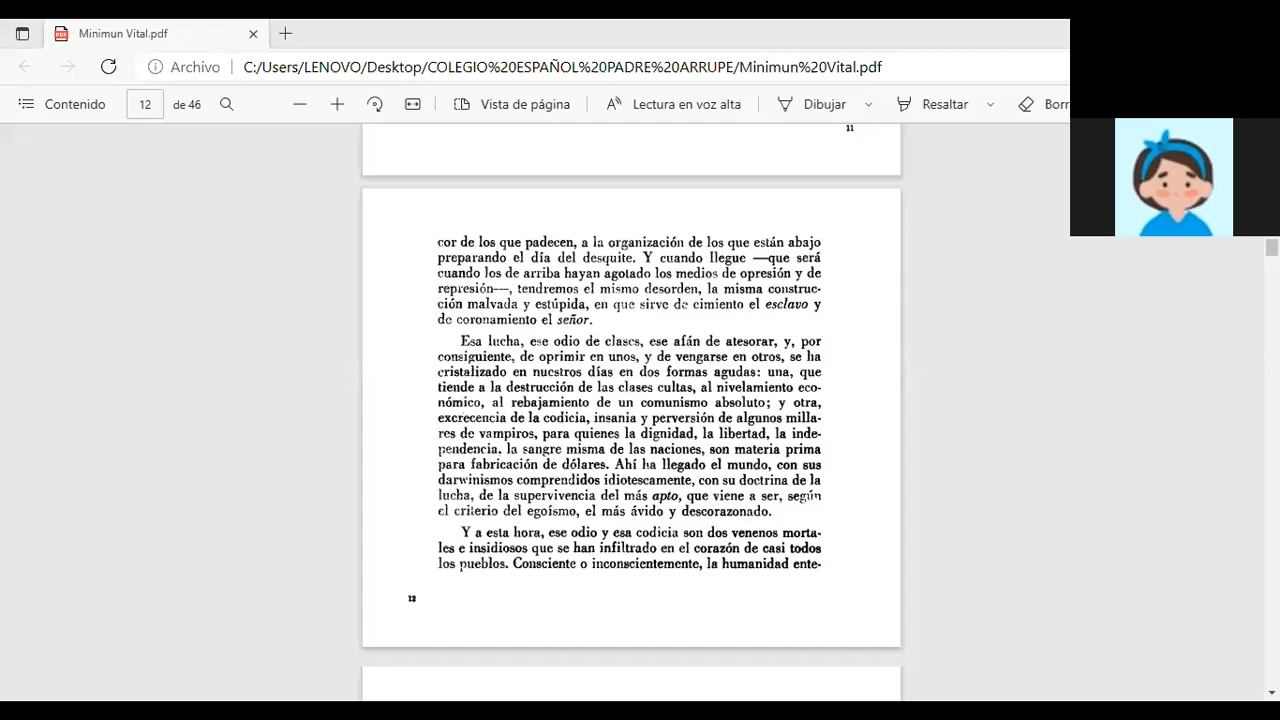 Minimun Vital.pdf
Archivo
C:/Users/LENOVO/Desktop/COLEGIO%20ESPAÑOL%20PADRE%20ARRUPE/Minimun%20Vital.pdf
Contenido
12
de 46
Vista de página
Lectura en voz alta
Dibujar
Resaltar
Borr
11
cor de los que padecen, a la organización de los que están abajo
preparando el día del desquite. Y cuando llegue —que será
cuando los de arriba hayan agotado los medios de opresión y de
represión—, tendremos el mismo desorden, la misma construc-
ción malvada y estúpida, en que sirve de cimiento el esclavo y
de coronamiento el señor.
Esa lucha, ese odio de clases, ese afán de atesorar, y, por
consiguiente, de oprimir en unos, y de vengarse en otros, se ha
cristalizado en nuestros días en dos formas agudas: una, que
tiende a la destrucción de las clases cultas, al nivelamiento eco-
nómico, al rebajamiento de un comunismo absoluto; y otra,
excrecencia de la codicia, insania y perversión de algunos milla-
res de vampiros, para quienes la dignidad, la libertad, la inde-
pendencia, la sangre misma de las naciones, son materia prima
para fabricación de dólares. Ahí ha llegado el mundo, con sus
darwinismos comprendidos idiotescamente, con su doctrina de la
lucha, de la supervivencia del más apto, que viene a ser, según
el criterio del egoísmo, el más ávido y descorazonado.
Y a esta hora, ese odio y esa codicia son dos venenos morta-
les e insidiosos que se han infiltrado en el corazón de casi todos
los pueblos. Consciente o inconscientemente, la humanidad ente-
12